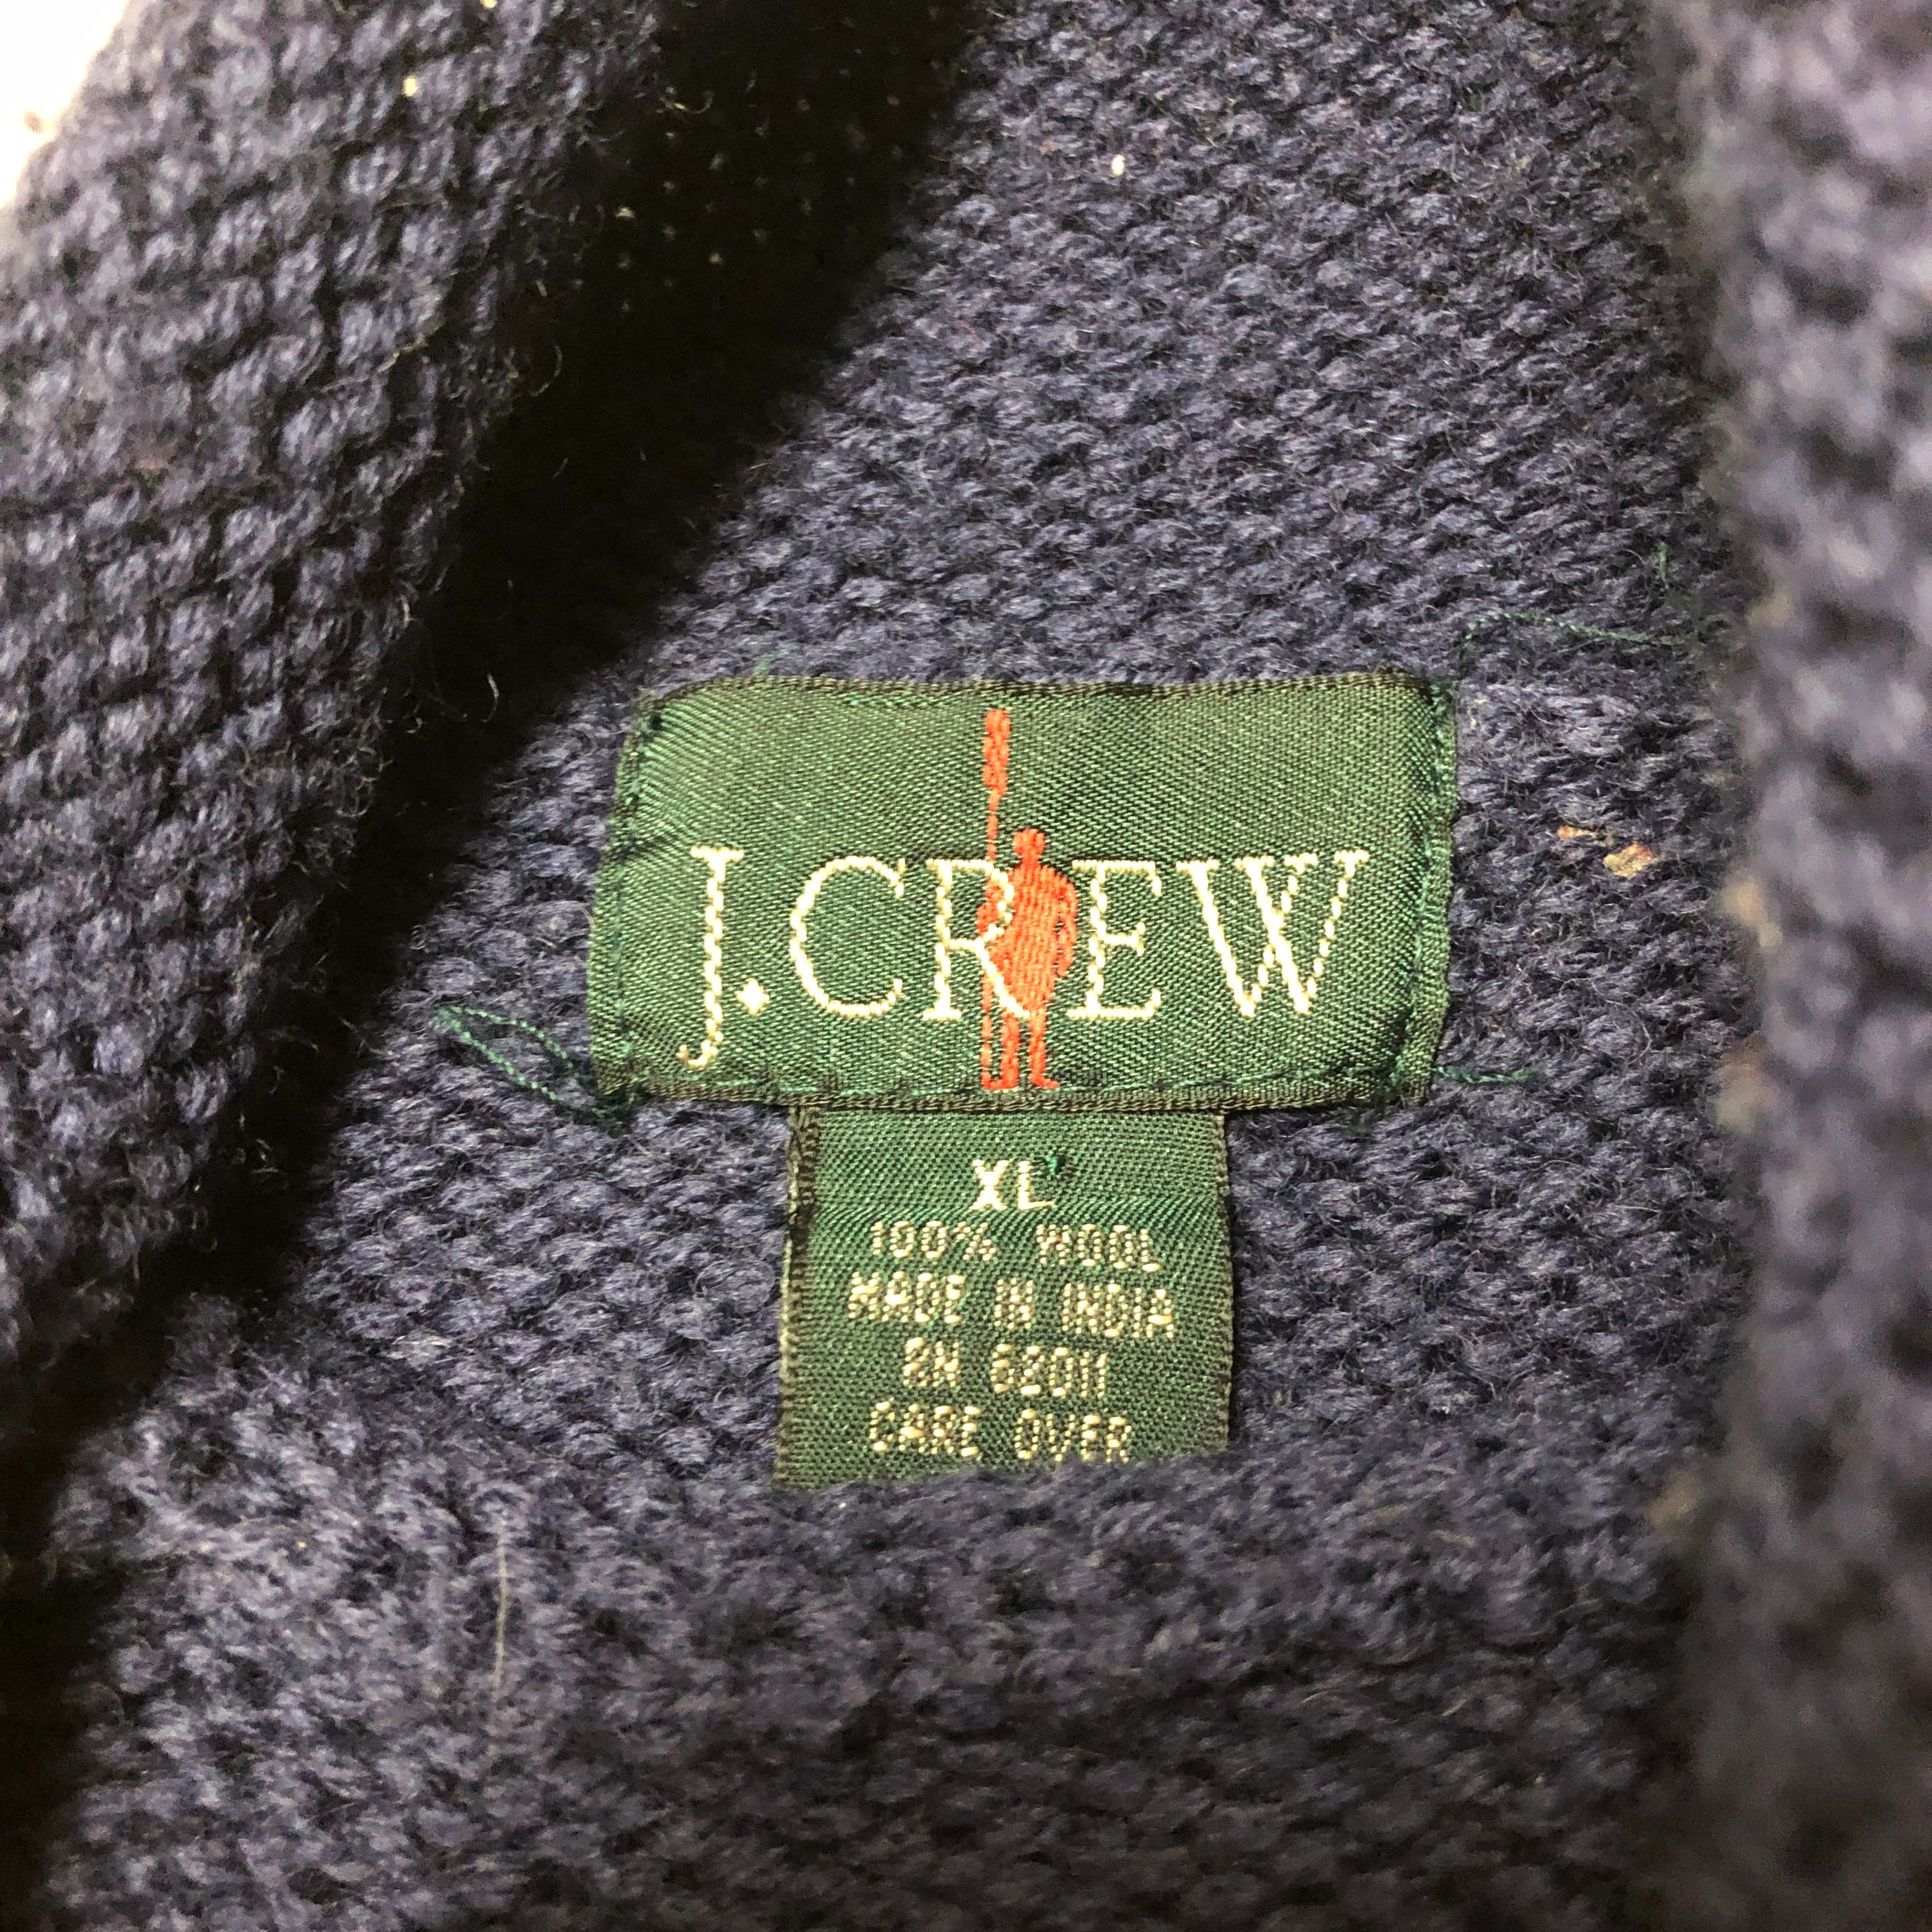 J.CREW
XL
100% WOOL
MADE IN INDIA
RN 62011
CARE OVER